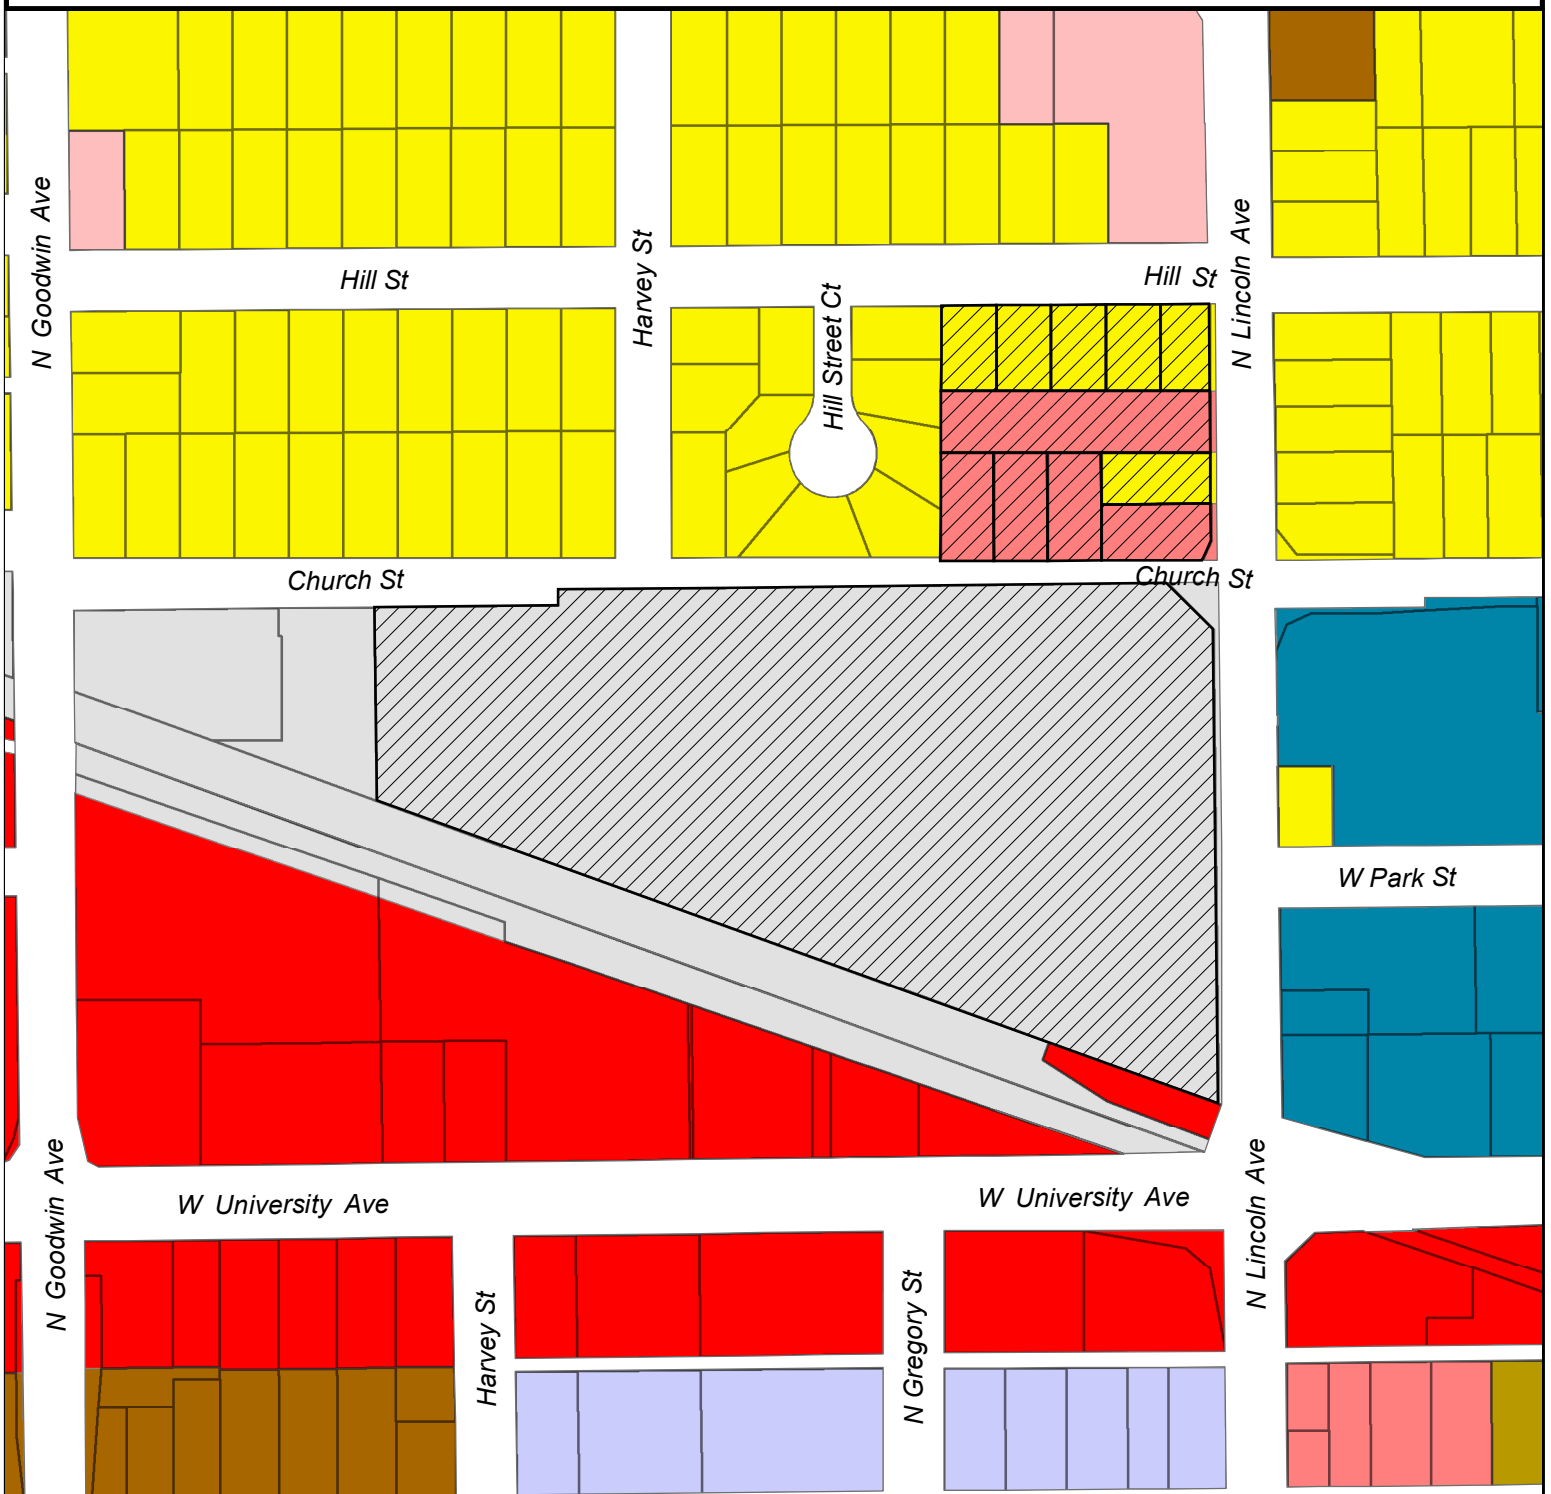 N Goodwin Ave
Hill St
Harvey St
Hill Street Ct
Hill St
N Lincoln Ave
Church St
Church St
W Park St
N Goodwin Ave
W University Ave
W University Ave
N Lincoln Ave
Harvey St
N Gregory St